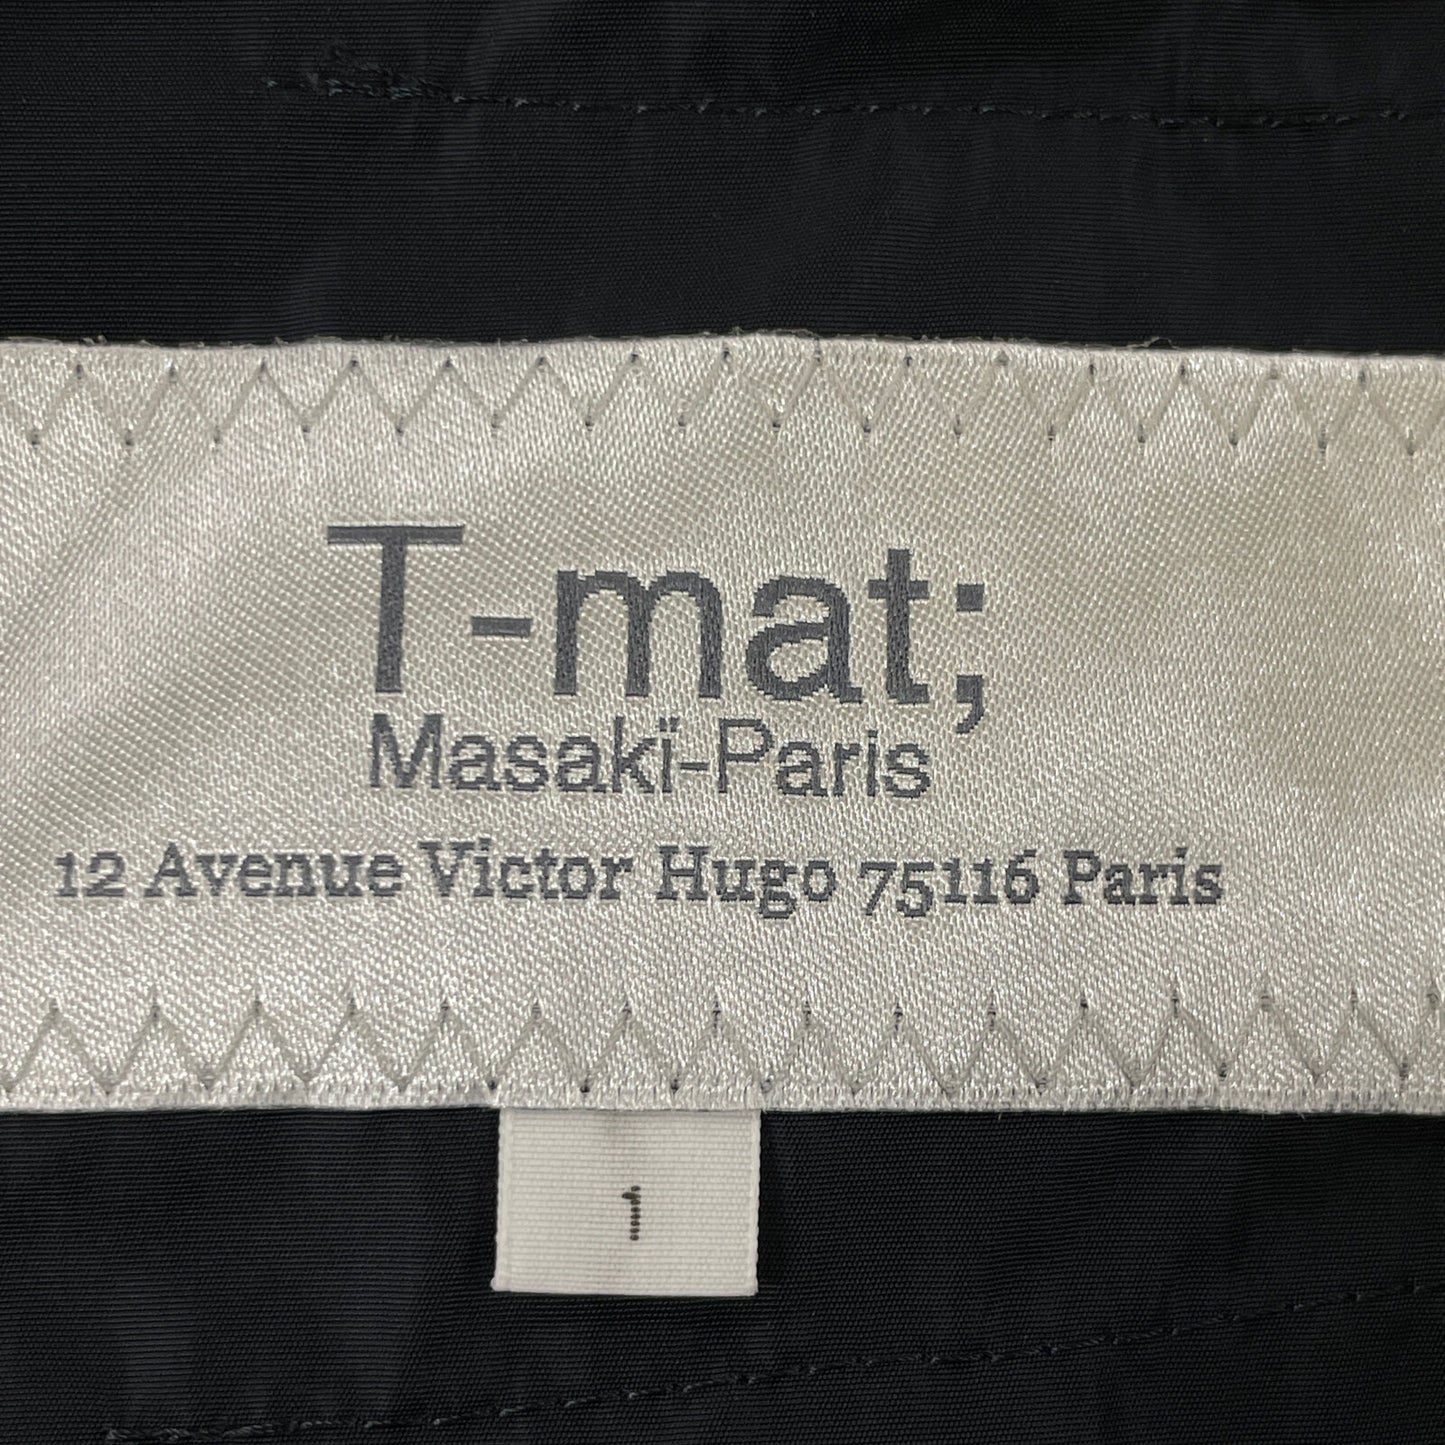 T-mat;
Masakï-Paris
12 Avenue Victor Hugo 75116 Paris
1